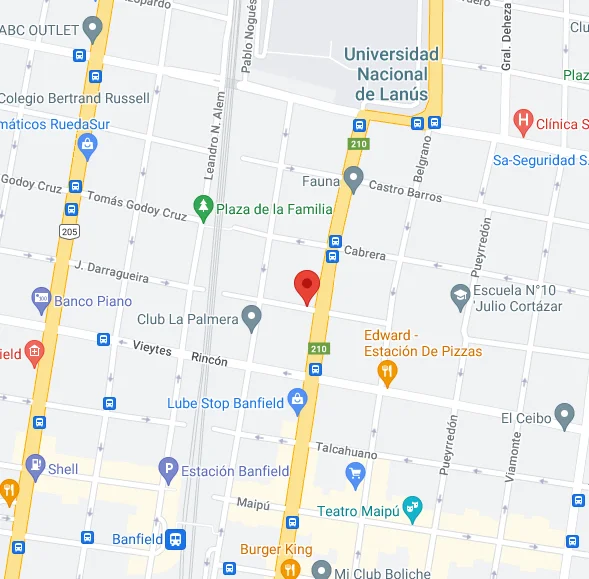 Azopardo
ABC OUTLET
Pablo Nogués
Universidad
Nacional
de Lanús
Gral. Deheza
Clu
Plaz
Colegio Bertrand Russell
máticos RuedaSur
Leandro N. Alem
210
Belgrano
Clínica S
Sa-Seguridad S.
Godoy Cruz
Tomás Godoy Cruz
Fauna
Castro Barros
Plaza de la Familia
205
Cabrera
Pueyrredón
J. Darragueira
Banco Piano
Escuela N°10
'Julio Cortázar
Club La Palmera
Edward -
Estación De Pizzas
field
Vieytes
Rincón
210
Lube Stop Banfield
El Ceibo
Talcahuano
Pueyrredón
Viamonte
Shell
Estación Banfield
Maipú
Teatro Maipú
Banfield
Burger King
Mi Club Boliche